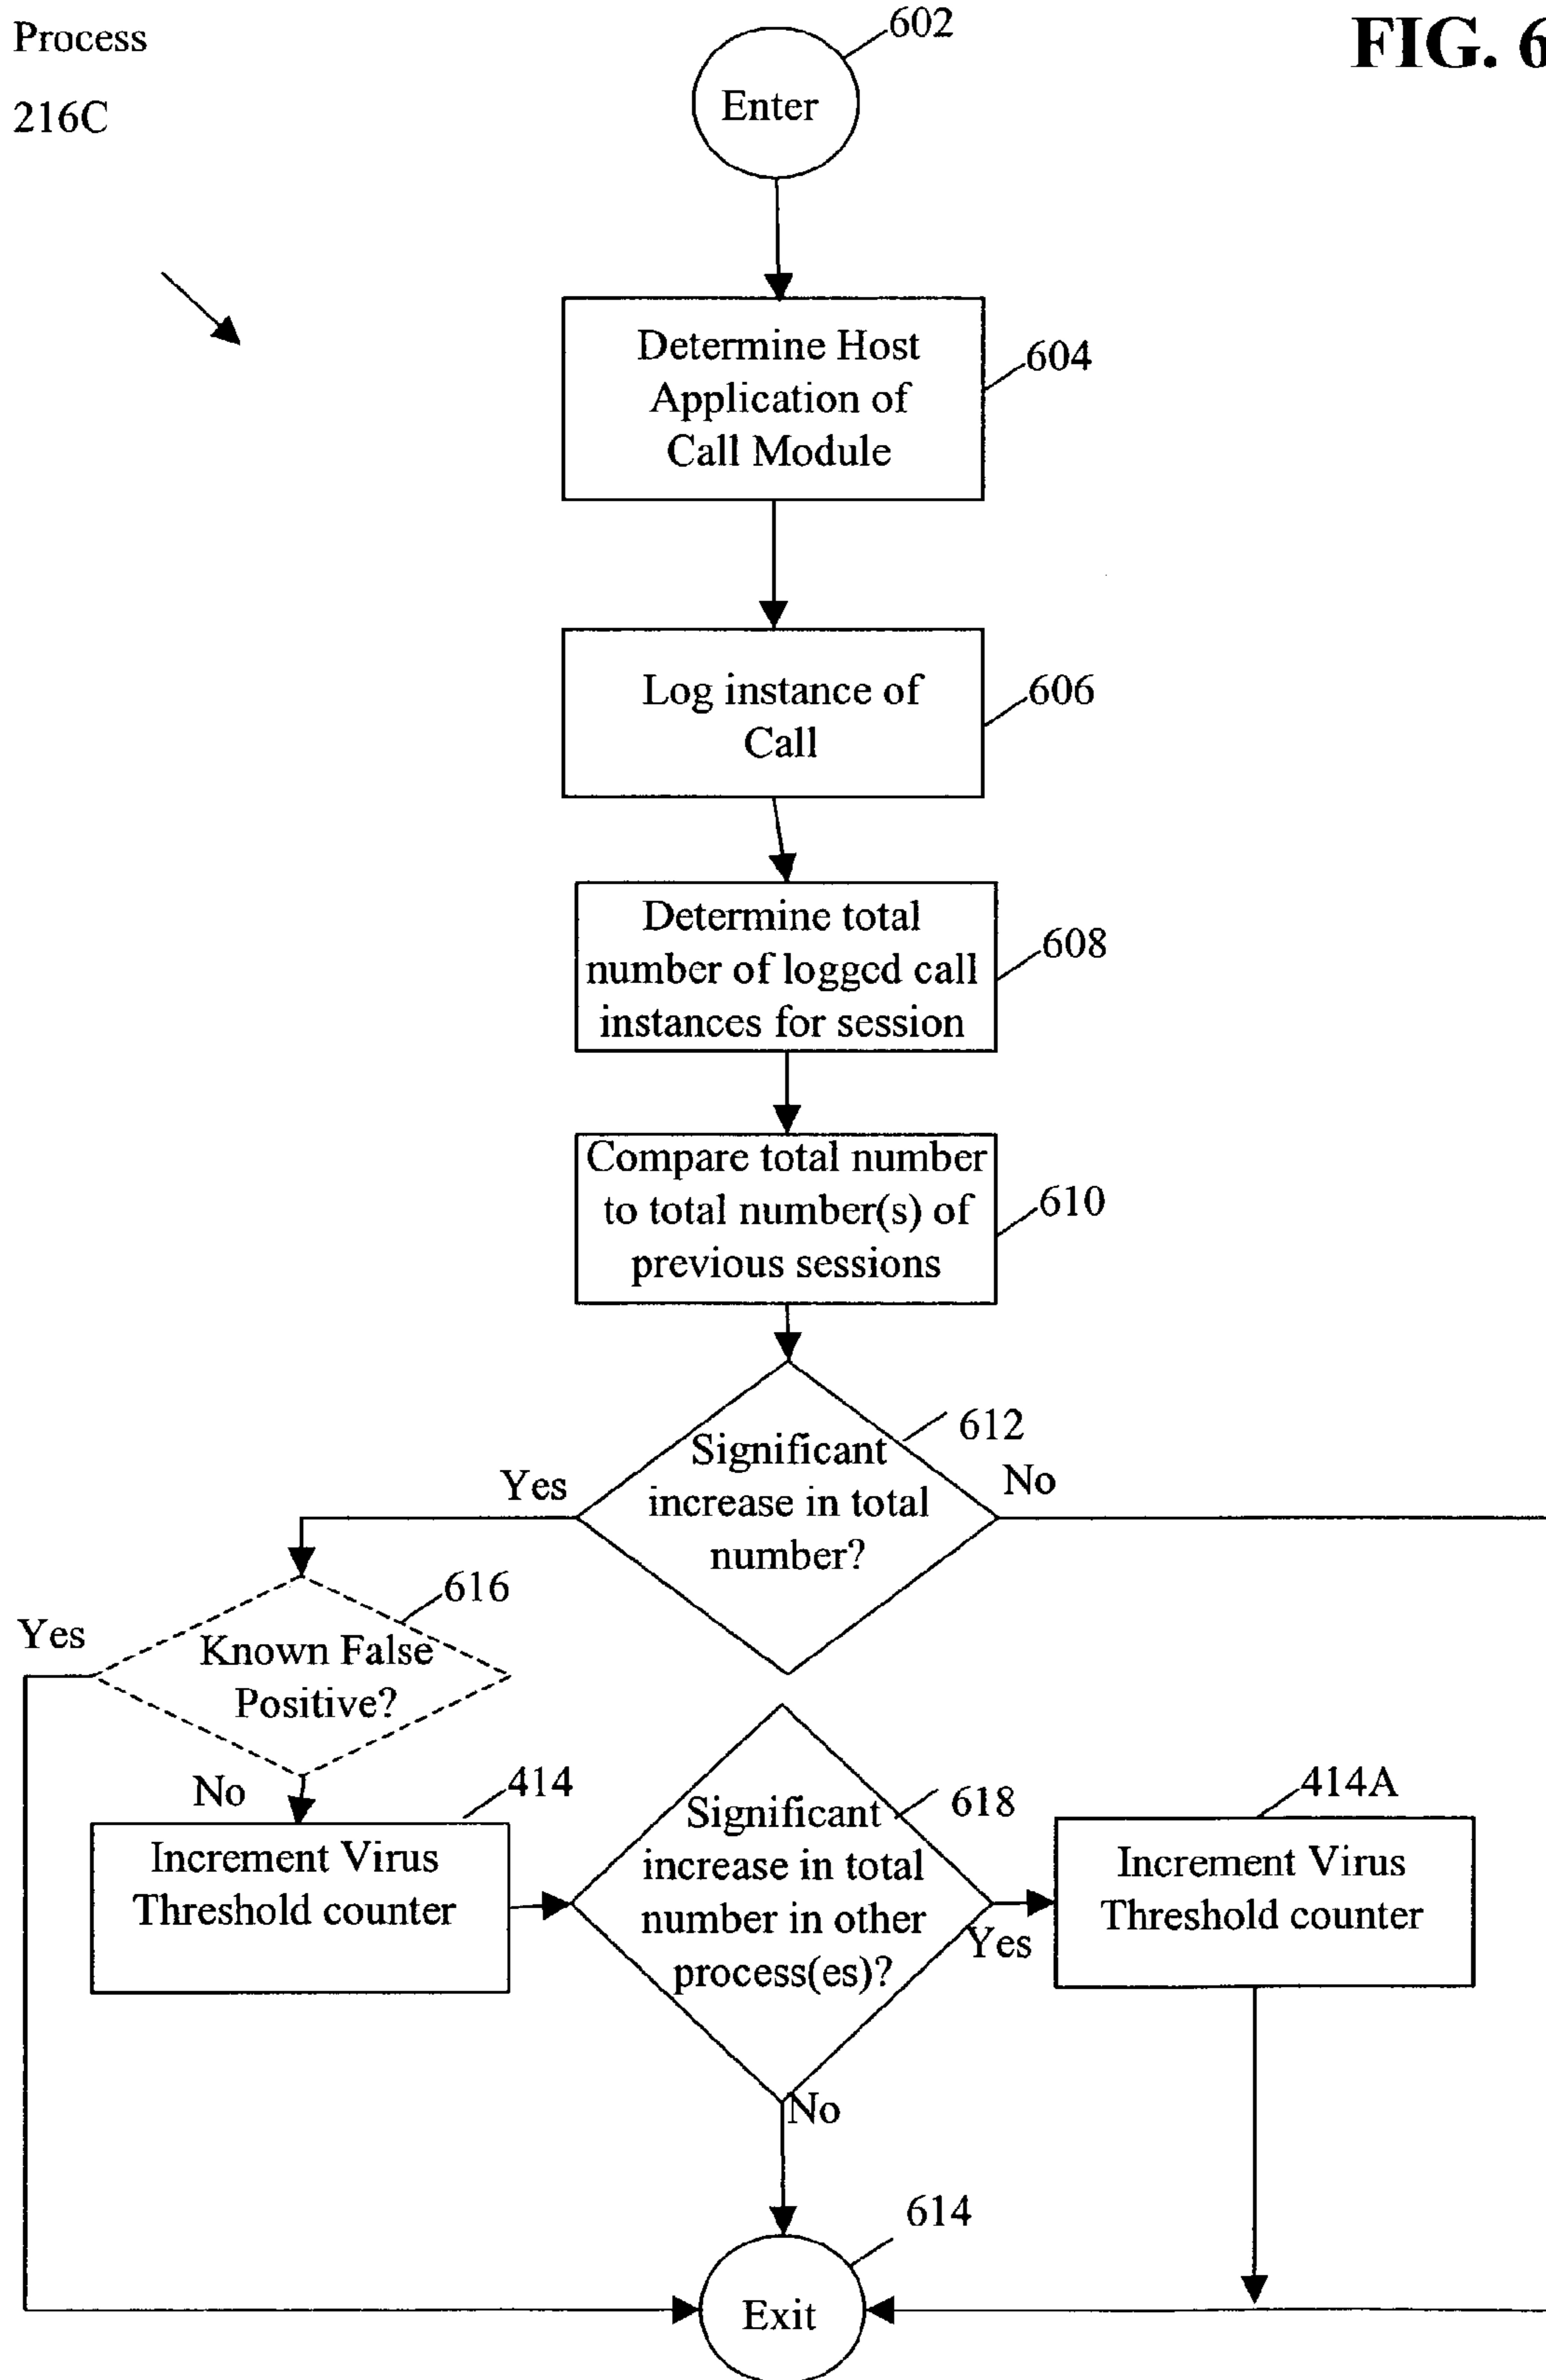 Process
216C
602
FIG. 6
Enter
Determine Host
Application of
Call Module
604
Log instance of
Call
606
Determine total
number of logged call
instances for session
608
Compare total number
to total number(s) of
previous sessions
610
612
Significant
increase in total
number?
Yes
No
616
Yes
Known False
Positive?
No
414
Increment Virus
Threshold counter
618
Significant
increase in total
number in other
process(es)?
Yes
No
414A
Increment Virus
Threshold counter
614
Exit